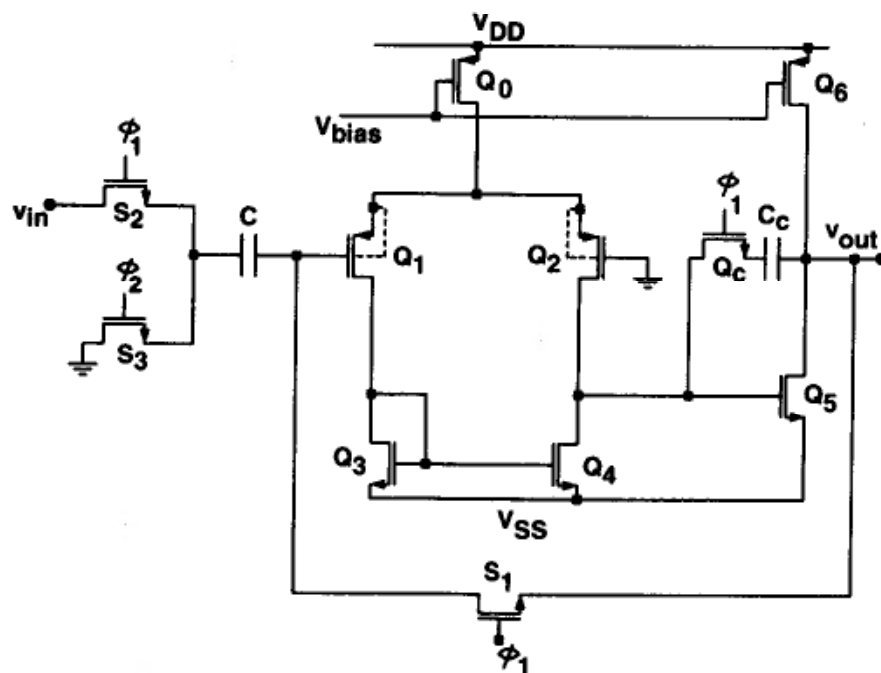 VDD
Q0
Q6
Vbias
ϕ1
vin
S2
C
ϕ2
S3
Q1
Q2
ϕ1
Cc
Qc
vout
Q5
Q3
Q4
VSS
S1
ϕ1